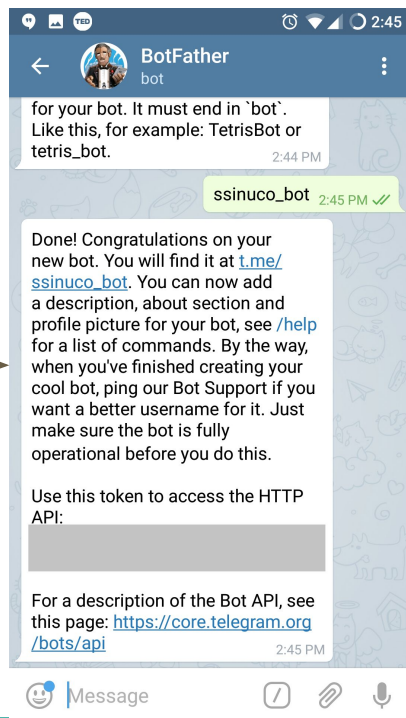 TED
2:45
BotFather
bot
for your bot. It must end in `bot`.
Like this, for example: TetrisBot or
tetris_bot.
2:44 PM
ssinuco_bot 2:45 PM
Done! Congratulations on your
new bot. You will find it at t.me/
ssinuco_bot. You can now add
a description, about section and
profile picture for your bot, see /help
for a list of commands. By the way,
when you've finished creating your
cool bot, ping our Bot Support if you
want a better username for it. Just
make sure the bot is fully
operational before you do this.
Use this token to access the HTTP
API:
For a description of the Bot API, see
this page: https://core.telegram.org
/bots/api
2:45 PM
Message